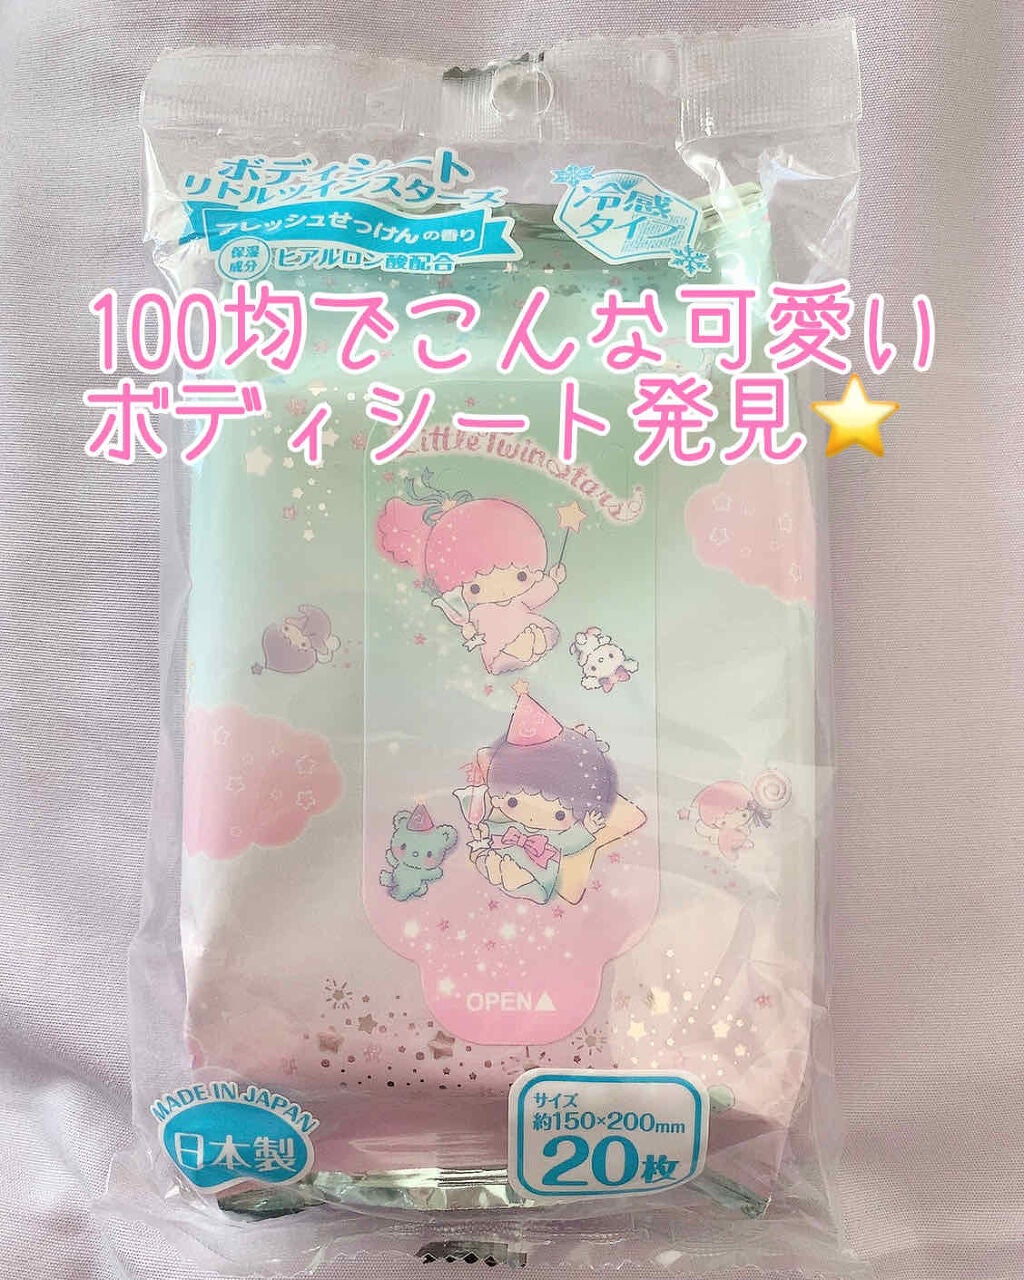 ボディシート
リトルツインスターズ
フレッシュせっけんの香り
保湿成分 ヒアルロン酸配合
冷感
タイプ
100均でこんな可愛い
ボディシート発見⭐
LittleTwinStars
OPEN▲
MADE IN JAPAN
日本製
サイズ
約150×200mm
20枚